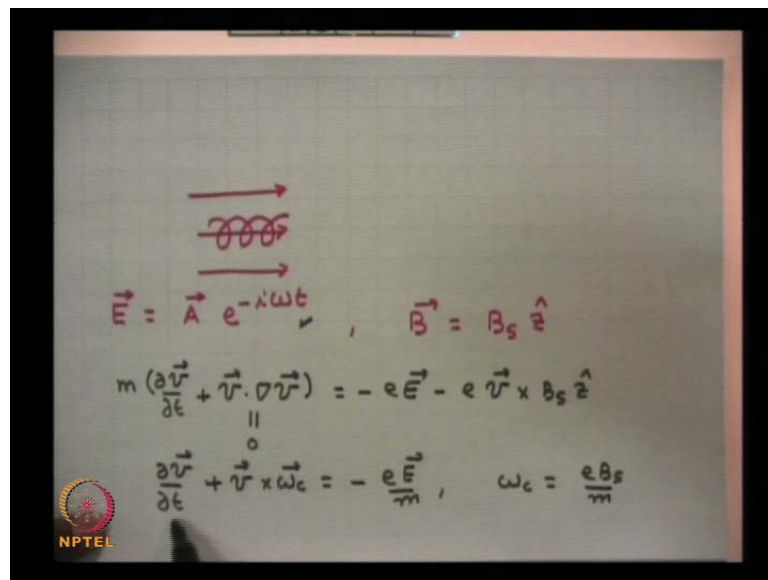 E⃗ = A⃗ e^{-iωt}, B⃗ = B_s ẑ
m (∂v⃗/∂t + v⃗ . ∇v⃗) = - e E⃗ - e v⃗ × B_s ẑ
||
0
∂v⃗/∂t + v⃗ × ω⃗_c = - eE⃗/m , ω_c = eB_s/m
NPTEL